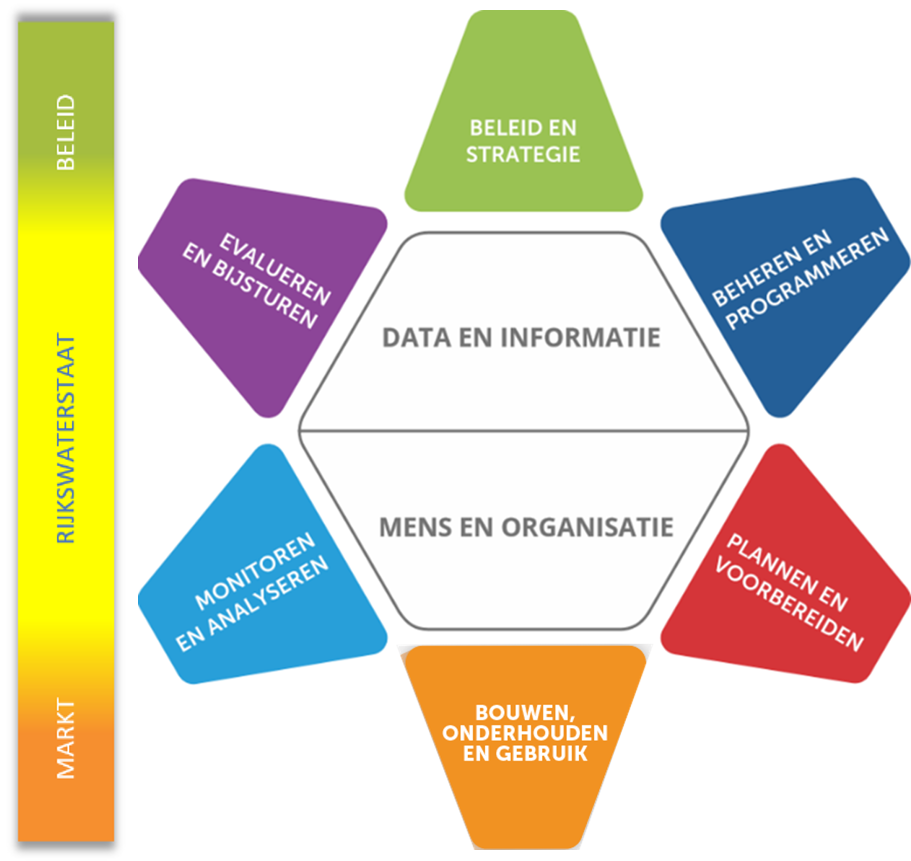 BELEID
RIJKSWATERSTAAT
MARKT
BELEID EN
STRATEGIE
BEHEREN EN
PROGRAMMEREN
PLANNEN EN
VOORBEREIDEN
BOUWEN,
ONDERHOUDEN
EN GEBRUIK
MONITOREN
EN ANALYSEREN
EVALUEREN
EN BIJSTUREN
DATA EN INFORMATIE
MENS EN ORGANISATIE